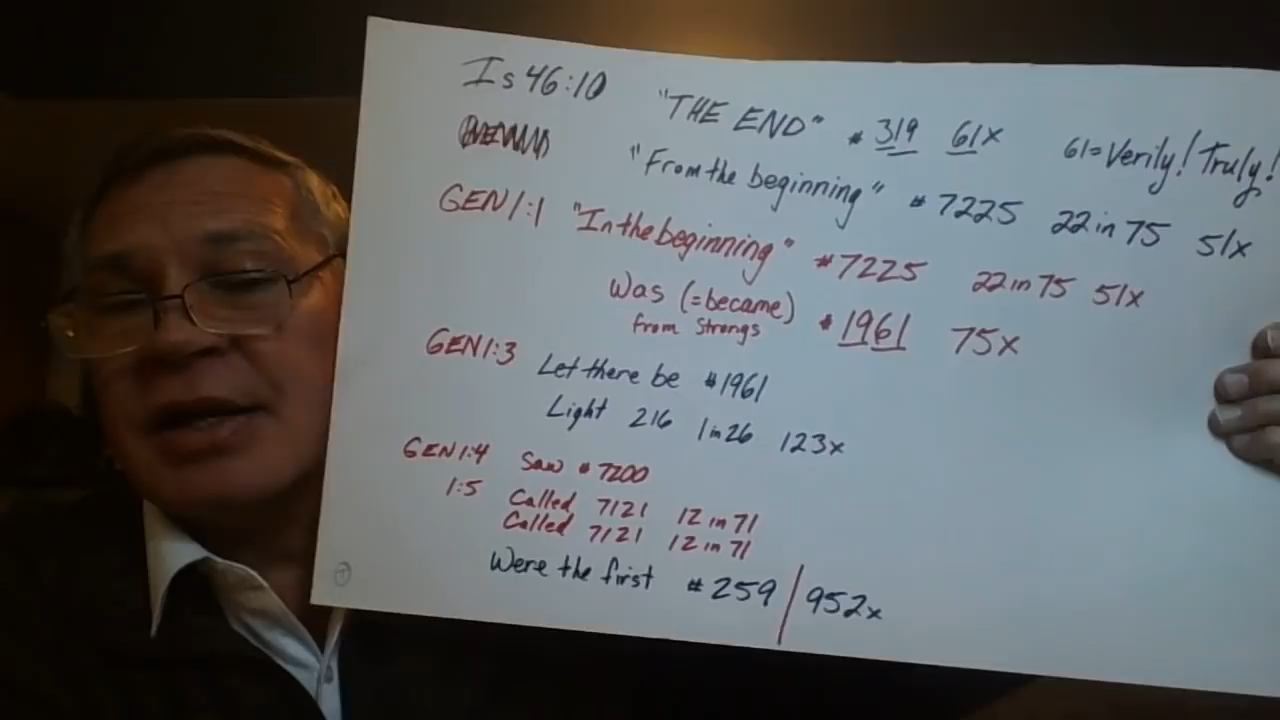 Is 46:10 "THE END" # 319 61x 61=Verily! Truly!
"From the beginning" # 7225 22 in 75 51x
GEN 1:1 "In the beginning" #7225 22 in 75 51x
Was (=became) # 1961 75x
from Strongs
GEN 1:3 Let there be #1961
Light 216 1 in 26 123x
GEN 1:4 Saw # 7200
1:5 Called 7121 12 in 71
Called 7121 12 in 71
Were the first # 259 / 952x